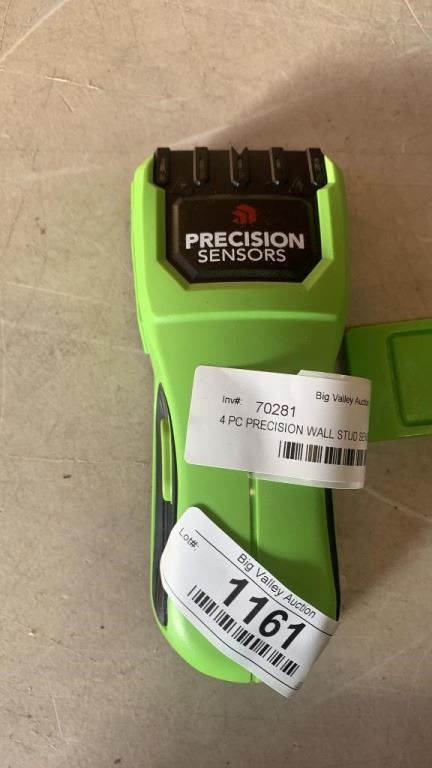 PRECISION
SENSORS
Inv#: 70281 Big Valley Auction
4 PC PRECISION WALL STUD
Lot#: Big Valley Auction
1161